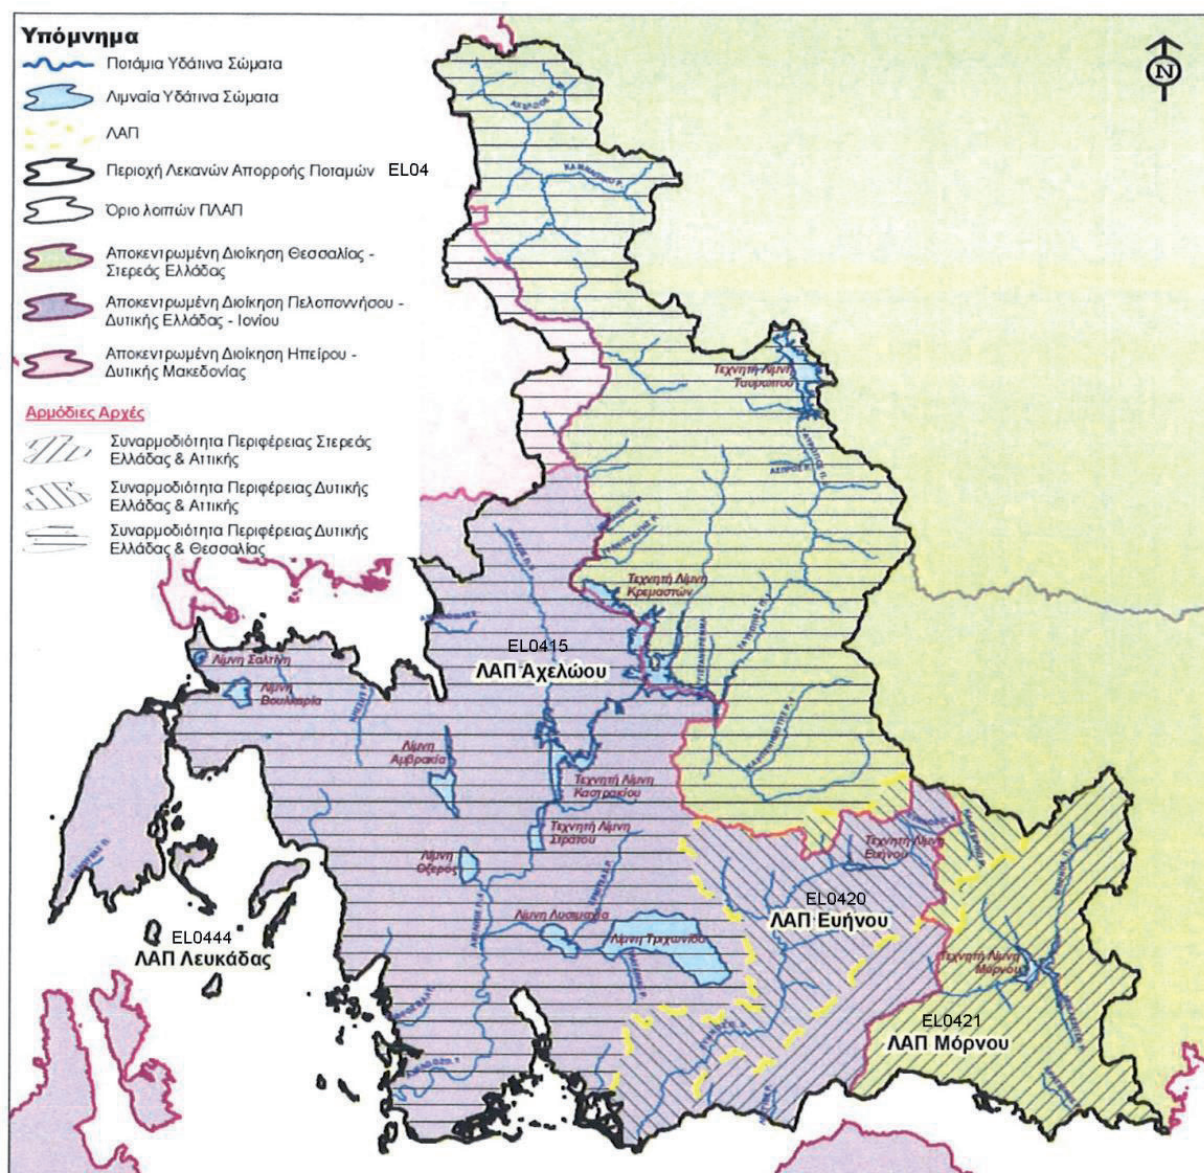 Υπόμνημα
Ποτάμια Υδάτινα Σώματα
Λιμναία Υδάτινα Σώματα
ΛΑΠ
Περιοχή Λεκανών Απορροής Ποταμών EL04
Όριο λοιπών ΠΛΑΠ
Αποκεντρωμένη Διοίκηση Θεσσαλίας -
Στερεάς Ελλάδας
Αποκεντρωμένη Διοίκηση Πελοποννήσου -
Δυτικής Ελλάδας - Ιονίου
Αποκεντρωμένη Διοίκηση Ηπείρου -
Δυτικής Μακεδονίας
Αρμόδιες Αρχές
Συναρμοδιότητα Περιφέρειας Στερεάς
Ελλάδας & Αττικής
Συναρμοδιότητα Περιφέρειας Δυτικής
Ελλάδας & Αττικής
Συναρμοδιότητα Περιφέρειας Δυτικής
Ελλάδας & Θεσσαλίας
N
Τεχνητή Λίμνη
Ταυρωπού
Τεχνητή Λίμνη
Κρεμαστών
EL0415
ΛΑΠ Αχελώου
Λίμνη Σαλτίνη
Λίμνη
Βουλκαρία
Λίμνη
Αμβρακία
Τεχνητή Λίμνη
Καστρακίου
Τεχνητή Λίμνη
Στράτου
Λίμνη
Οζερός
Τεχνητή Λίμνη
Ευήνου
EL0420
ΛΑΠ Ευήνου
Λίμνη Λυσιμαχία
Λίμνη Τριχωνίου
EL0444
ΛΑΠ Λευκάδας
Τεχνητή Λίμνη
Μόρνου
EL0421
ΛΑΠ Μόρνου